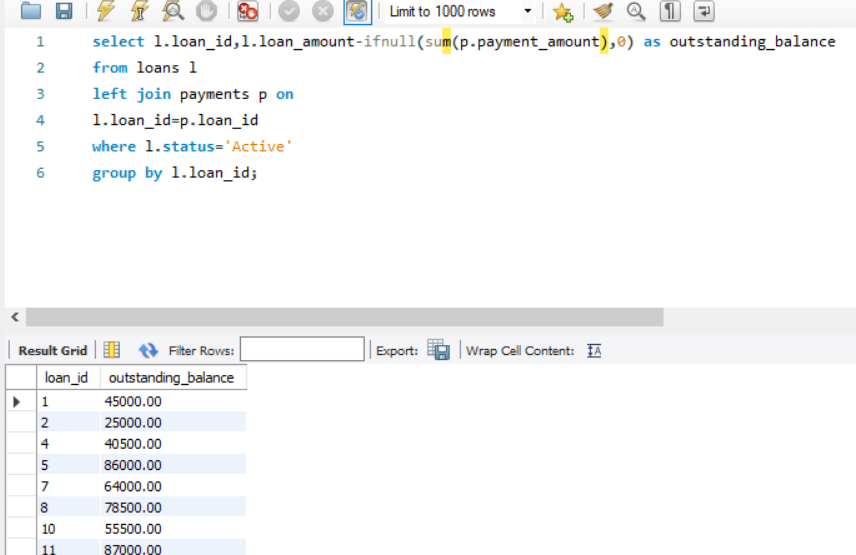 Limit to 1000 rows
1 select l.loan_id,l.loan_amount-ifnull(sum(p.payment_amount),0) as outstanding_balance
2 from loans l
3 left join payments p on
4 l.loan_id=p.loan_id
5 where l.status='Active'
6 group by l.loan_id;
Result Grid Filter Rows: Export: Wrap Cell Content: IA
loan_id outstanding_balance
1 45000.00
2 25000.00
4 40500.00
5 86000.00
7 64000.00
8 78500.00
10 55500.00
11 87000.00